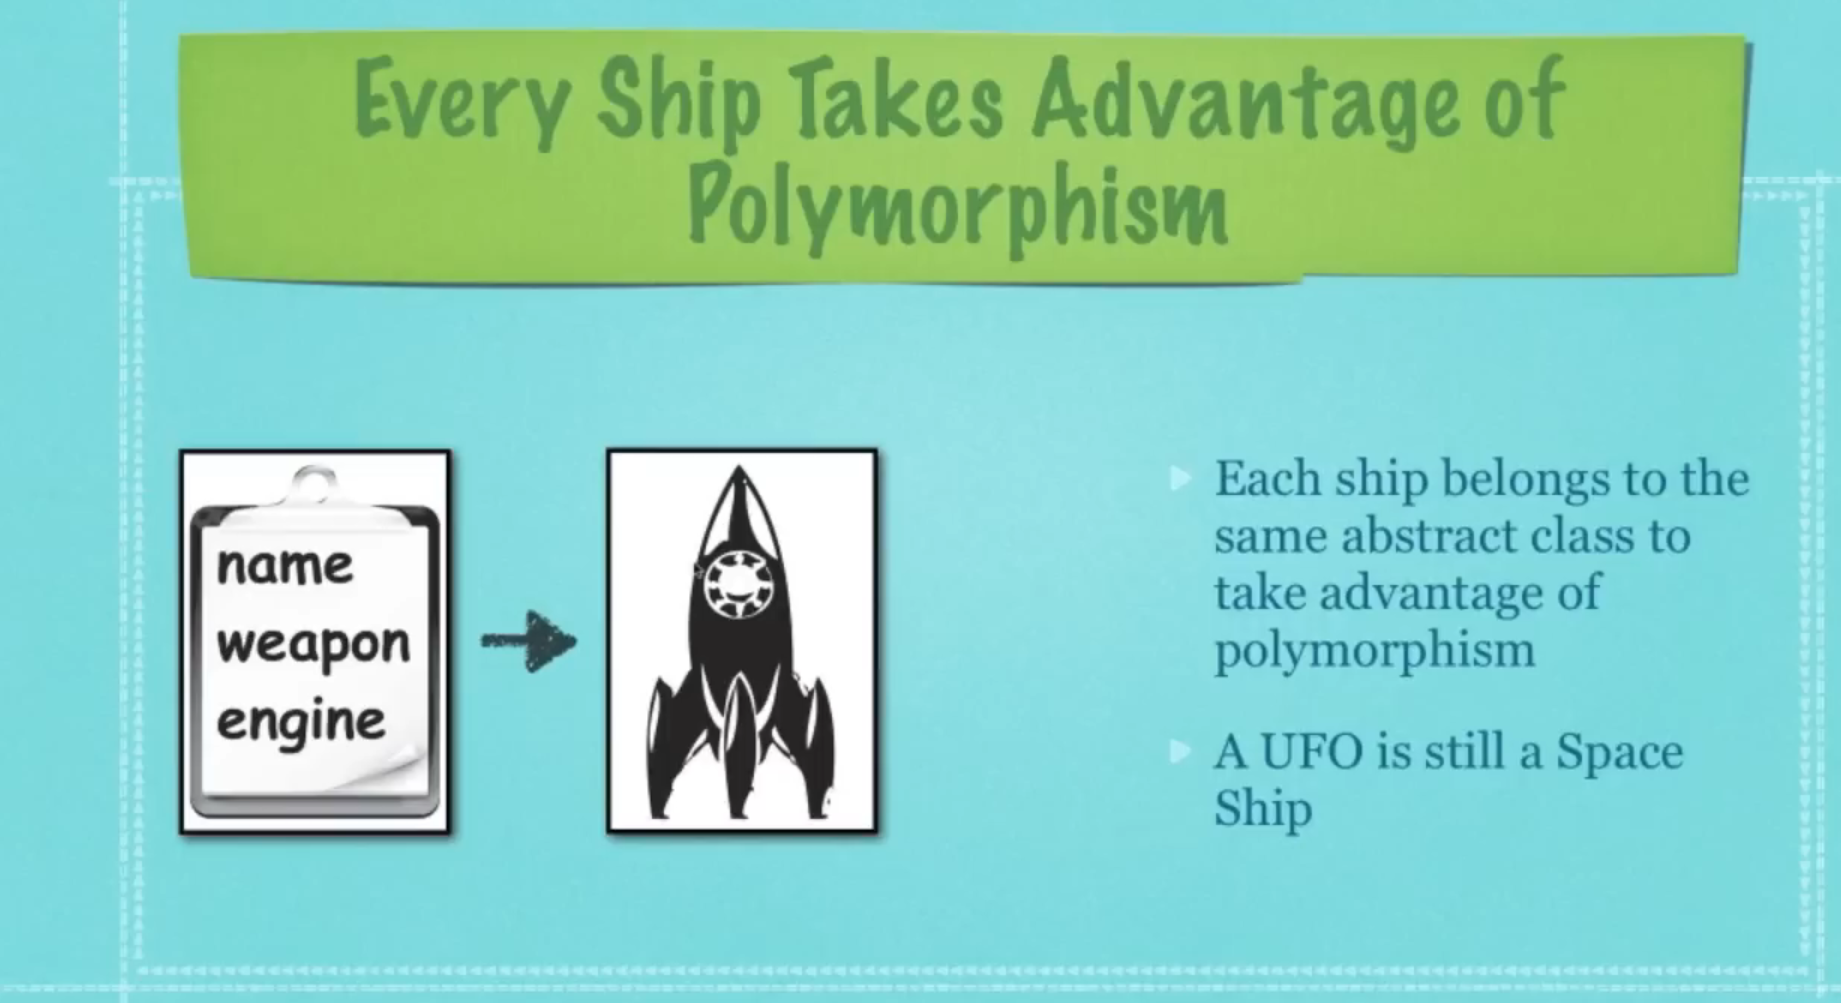 Every Ship Takes Advantage of
Polymorphism
name
weapon
engine
Each ship belongs to the
same abstract class to
take advantage of
polymorphism
A UFO is still a Space
Ship